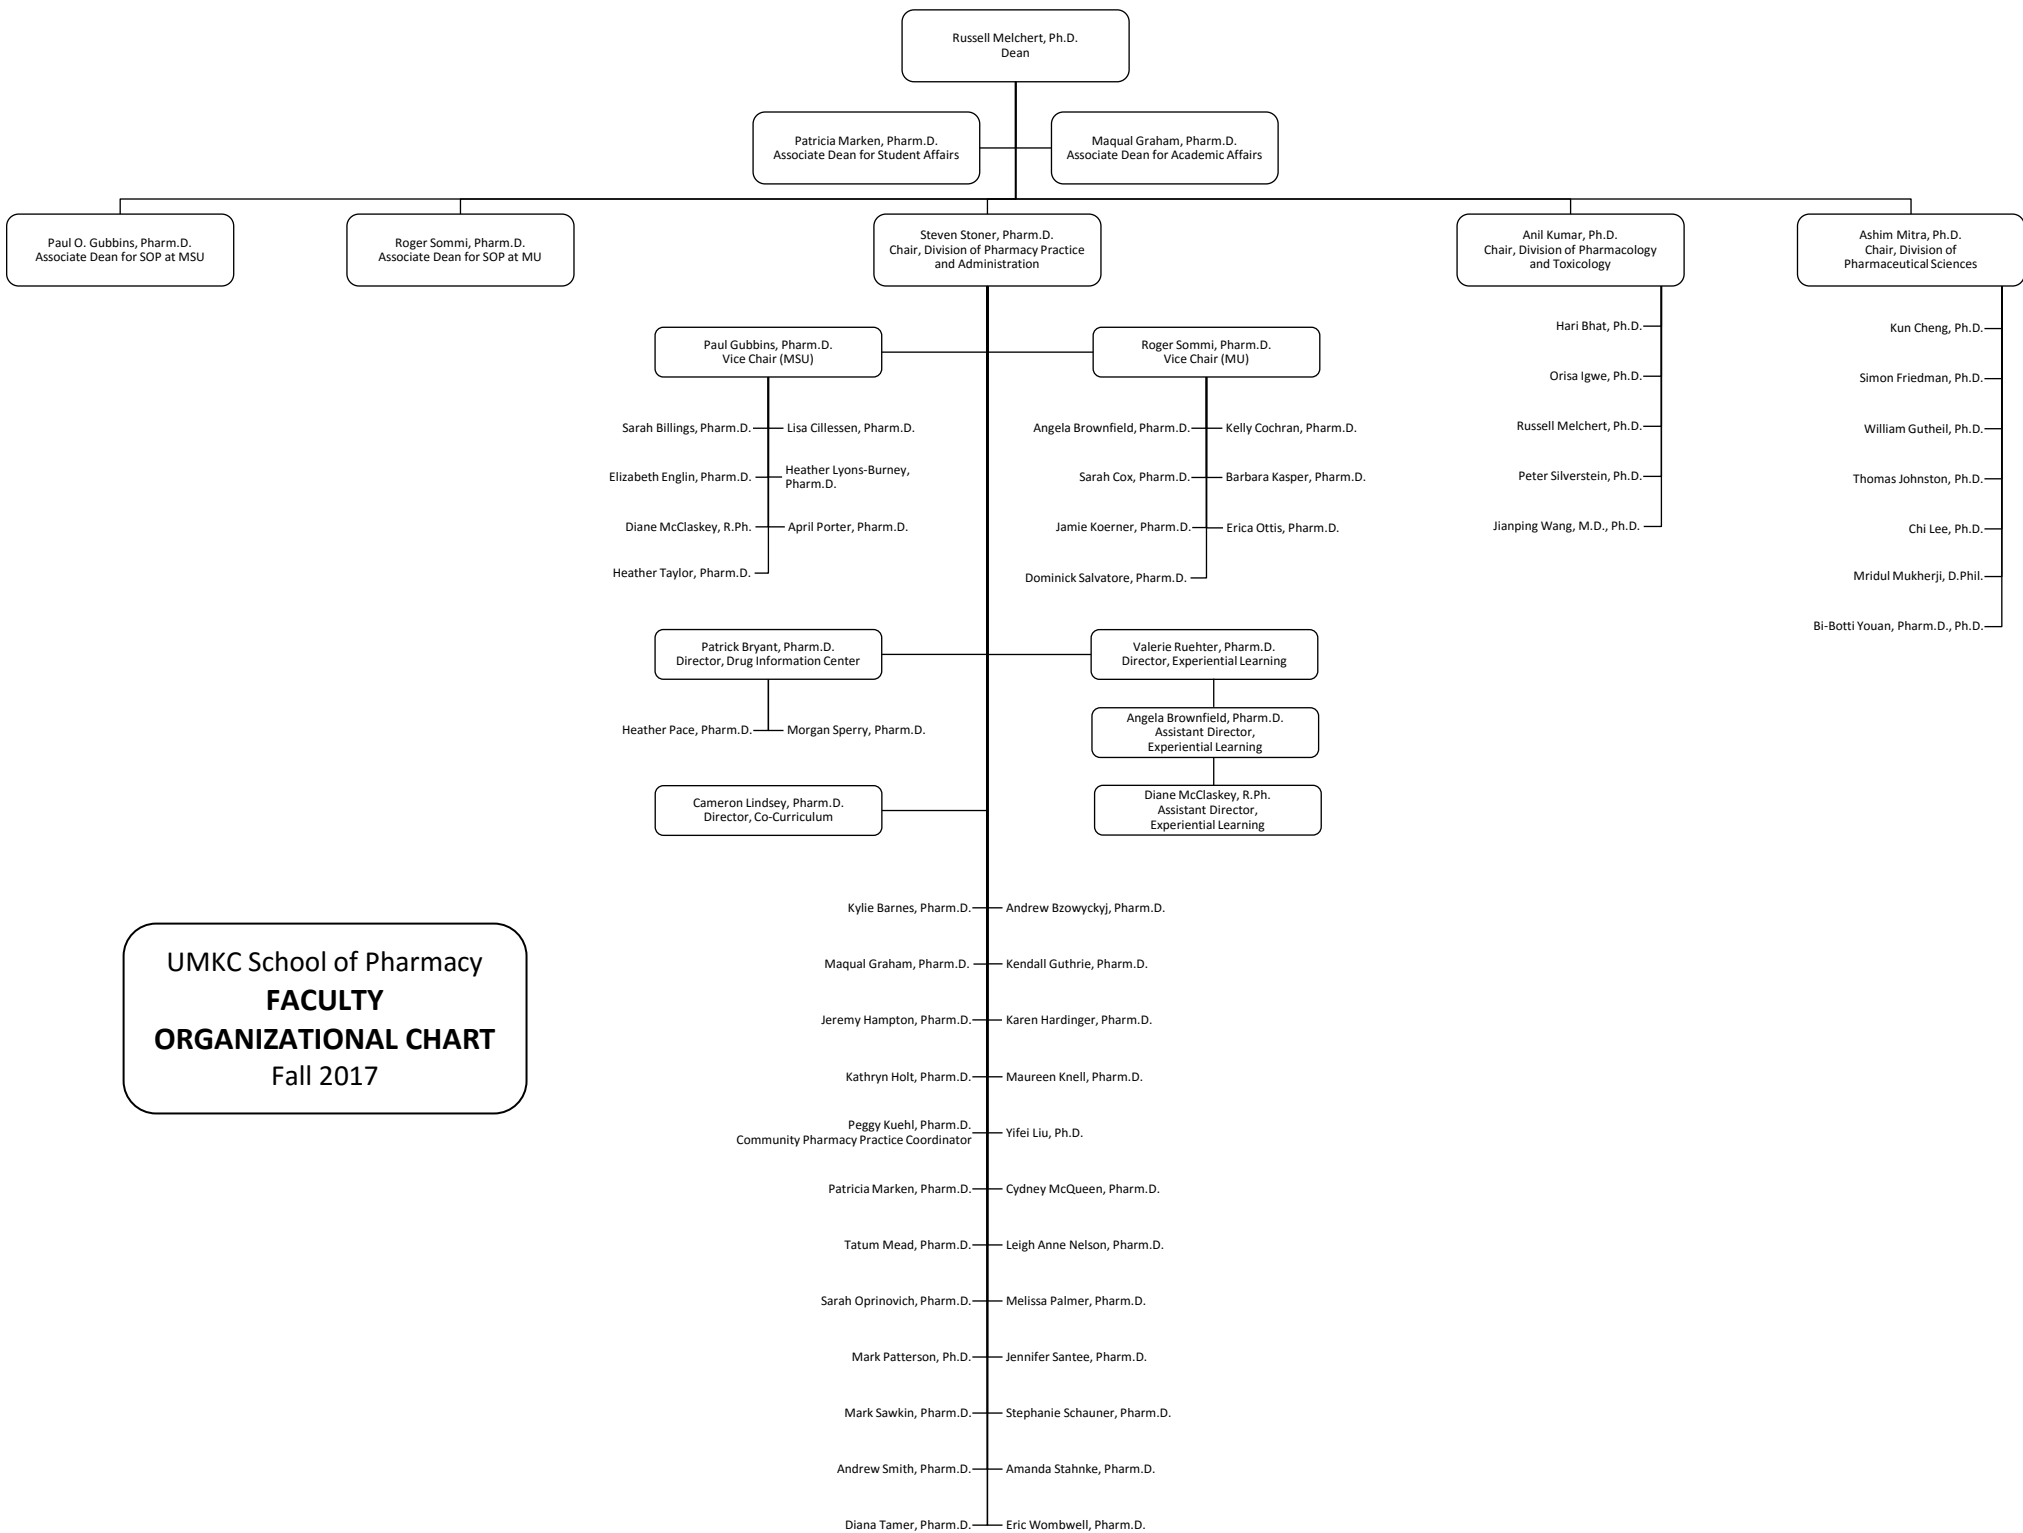 Russell Melchert, Ph.D.
Dean
Patricia Marken, Pharm.D.
Associate Dean for Student Affairs
Maqual Graham, Pharm.D.
Associate Dean for Academic Affairs
Paul O. Gubbins, Pharm.D.
Associate Dean for SOP at MSU
Roger Sommi, Pharm.D.
Associate Dean for SOP at MU
Steven Stoner, Pharm.D.
Chair, Division of Pharmacy Practice
and Administration
Anil Kumar, Ph.D.
Chair, Division of Pharmacology
and Toxicology
Ashim Mitra, Ph.D.
Chair, Division of
Pharmaceutical Sciences
Paul Gubbins, Pharm.D.
Vice Chair (MSU)
Sarah Billings, Pharm.D.
Lisa Cillessen, Pharm.D.
Elizabeth Englin, Pharm.D.
Heather Lyons-Burney,
Pharm.D.
Diane McClaskey, R.Ph.
April Porter, Pharm.D.
Heather Taylor, Pharm.D.
Roger Sommi, Pharm.D.
Vice Chair (MU)
Angela Brownfield, Pharm.D.
Kelly Cochran, Pharm.D.
Sarah Cox, Pharm.D.
Barbara Kasper, Pharm.D.
Jamie Koerner, Pharm.D.
Erica Ottis, Pharm.D.
Dominick Salvatore, Pharm.D.
Hari Bhat, Ph.D.
Orisa Igwe, Ph.D.
Russell Melchert, Ph.D.
Peter Silverstein, Ph.D.
Jianping Wang, M.D., Ph.D.
Kun Cheng, Ph.D.
Simon Friedman, Ph.D.
William Gutheil, Ph.D.
Thomas Johnston, Ph.D.
Chi Lee, Ph.D.
Mridul Mukherji, D.Phil.
Bi-Botti Youan, Pharm.D., Ph.D.
Patrick Bryant, Pharm.D.
Director, Drug Information Center
Heather Pace, Pharm.D.
Morgan Sperry, Pharm.D.
Valerie Ruehter, Pharm.D.
Director, Experiential Learning
Angela Brownfield, Pharm.D.
Assistant Director,
Experiential Learning
Cameron Lindsey, Pharm.D.
Director, Co-Curriculum
Diane McClaskey, R.Ph.
Assistant Director,
Experiential Learning
Kylie Barnes, Pharm.D.
Andrew Bzowyckyj, Pharm.D.
Maqual Graham, Pharm.D.
Kendall Guthrie, Pharm.D.
Jeremy Hampton, Pharm.D.
Karen Hardinger, Pharm.D.
Kathryn Holt, Pharm.D.
Maureen Knell, Pharm.D.
Peggy Kuehl, Pharm.D.
Community Pharmacy Practice Coordinator
Yifei Liu, Ph.D.
Patricia Marken, Pharm.D.
Cydney McQueen, Pharm.D.
Tatum Mead, Pharm.D.
Leigh Anne Nelson, Pharm.D.
Sarah Oprinovich, Pharm.D.
Melissa Palmer, Pharm.D.
Mark Patterson, Ph.D.
Jennifer Santee, Pharm.D.
Mark Sawkin, Pharm.D.
Stephanie Schauner, Pharm.D.
Andrew Smith, Pharm.D.
Amanda Stahnke, Pharm.D.
Diana Tamer, Pharm.D.
Eric Wombwell, Pharm.D.
UMKC School of Pharmacy
FACULTY
ORGANIZATIONAL CHART
Fall 2017